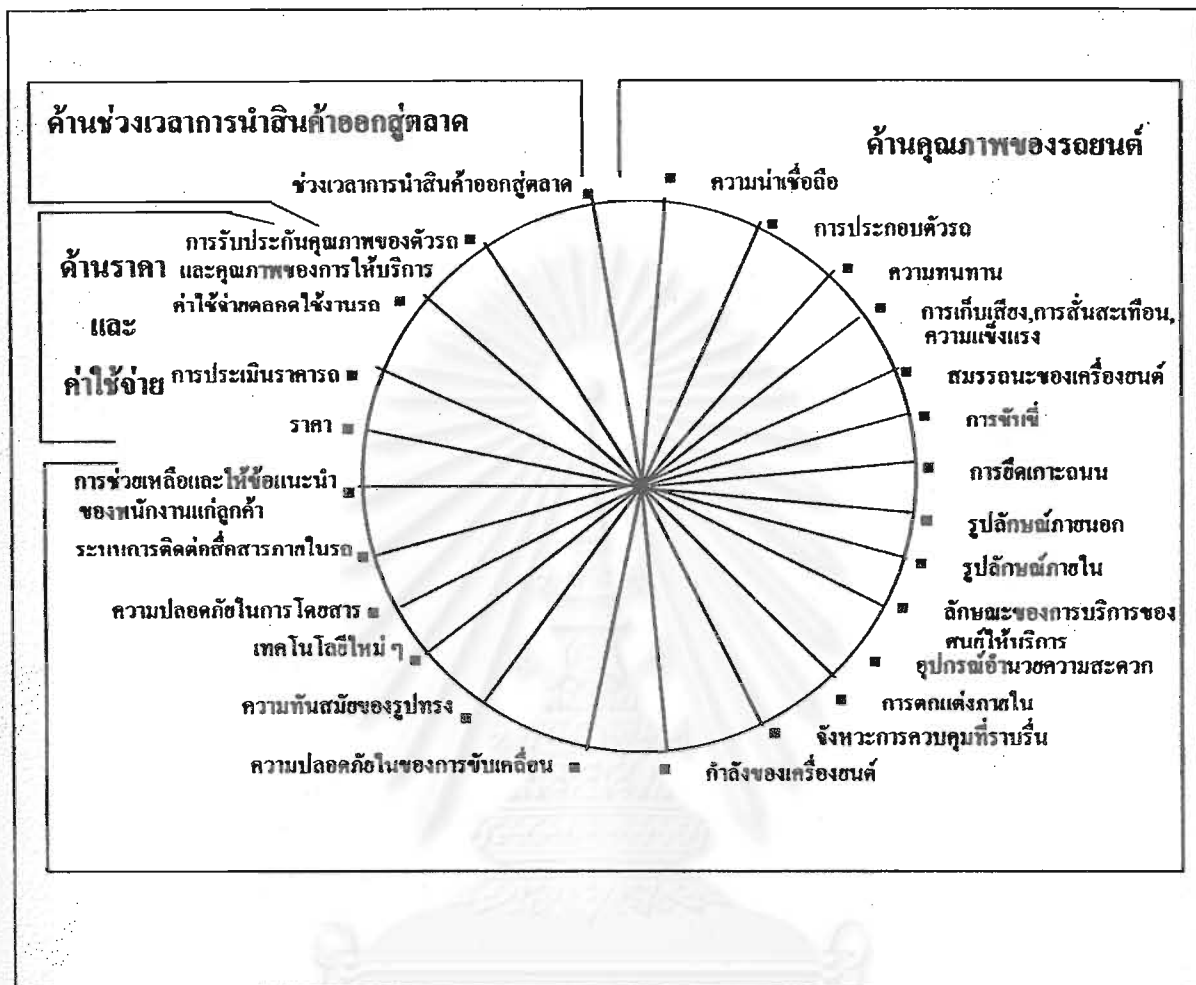 ด้านช่วงเวลาการนำสินค้าออกสู่ตลาด
ช่วงเวลาการนำสินค้าออกสู่ตลาด
ด้านราคา
และ
ค่าใช้จ่าย
การรับประกันคุณภาพของตัวรถ
และคุณภาพของการให้บริการ
ค่าใช้จ่ายตลอดใช้งานรถ
การประเมินราคารถ
ราคา
ด้านคุณภาพของรถยนต์
ความน่าเชื่อถือ
การประกอบตัวรถ
ความทนทาน
การเก็บเสียง,การสั่นสะเทือน,
ความแข็งแรง
สมรรถนะของเครื่องยนต์
การขับขี่
การยึดเกาะถนน
รูปลักษณ์ภายนอก
รูปลักษณ์ภายใน
ลักษณะของการบริการของ
ศูนย์ให้บริการ
อุปกรณ์อำนวยความสะดวก
การตกแต่งภายใน
จังหวะการควบคุมที่ราบรื่น
กำลังของเครื่องยนต์
ความปลอดภัยในของการขับเคลื่อน
ความทันสมัยของรูปทรง
เทคโนโลยีใหม่ ๆ
ความปลอดภัยในการโดยสาร
ระบบการติดต่อสื่อสารภายในรถ
การช่วยเหลือและให้ข้อแนะนำ
ของพนักงานแก่ลูกค้า